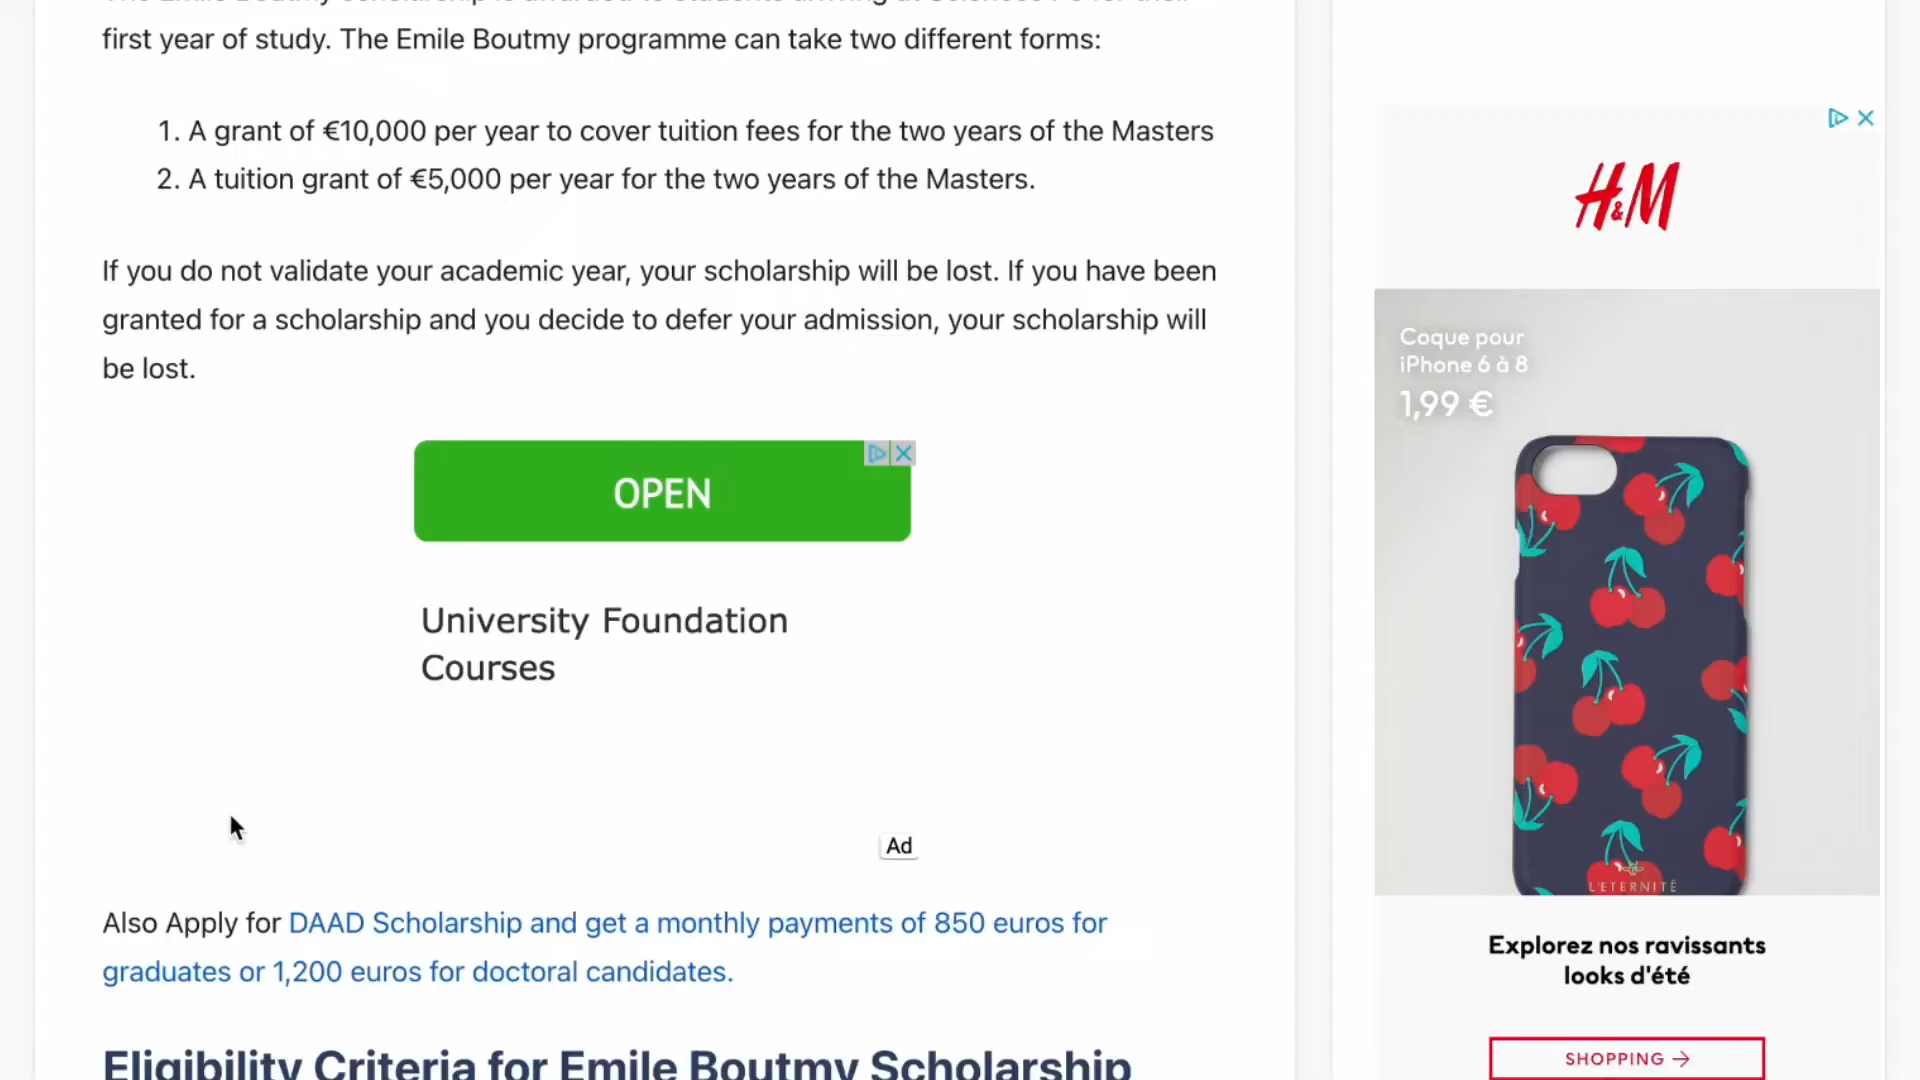 first year of study. The Emile Boutmy programme can take two different forms:
1. A grant of €10,000 per year to cover tuition fees for the two years of the Masters
2. A tuition grant of €5,000 per year for the two years of the Masters.
If you do not validate your academic year, your scholarship will be lost. If you have been
granted for a scholarship and you decide to defer your admission, your scholarship will
be lost.
OPEN
University Foundation
Courses
Ad
Also Apply for DAAD Scholarship and get a monthly payments of 850 euros for
graduates or 1,200 euros for doctoral candidates.
Eligibility Criteria for Emile Boutmy Scholarship
H&M
Coque pour
iPhone 6 à 8
1,99 €
L'ETERNITÉ
Explorez nos ravissants
looks d'été
SHOPPING →